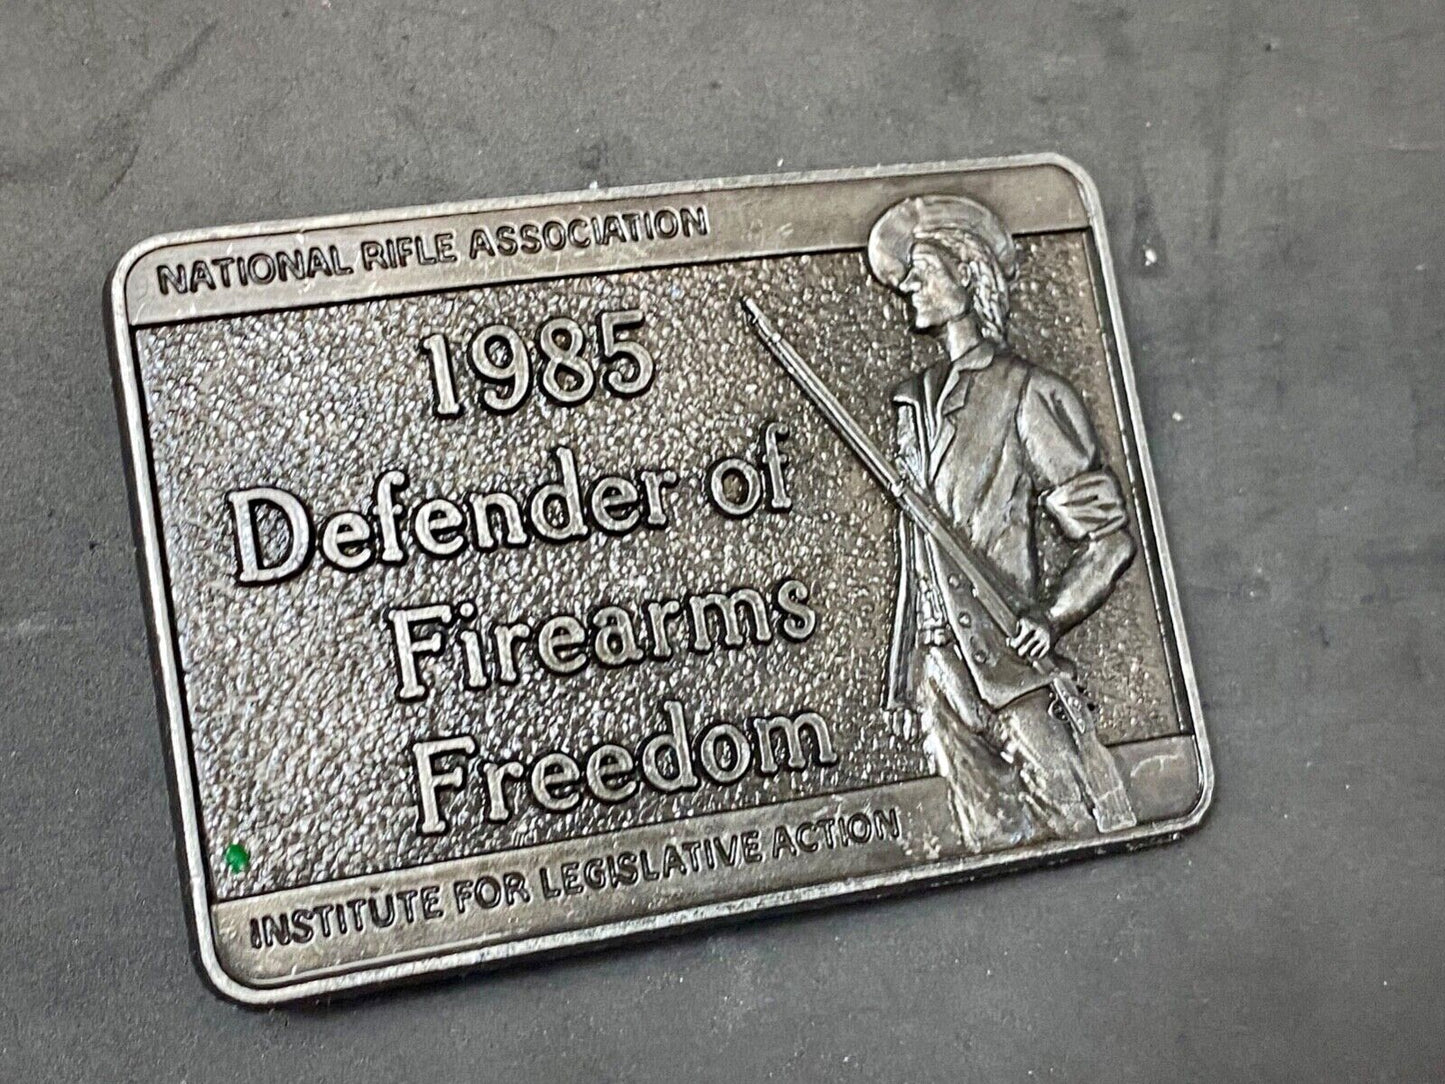 NATIONAL RIFLE ASSOCIATION
1985
Defender of
Firearms
Freedom
INSTITUTE FOR LEGISLATIVE ACTION